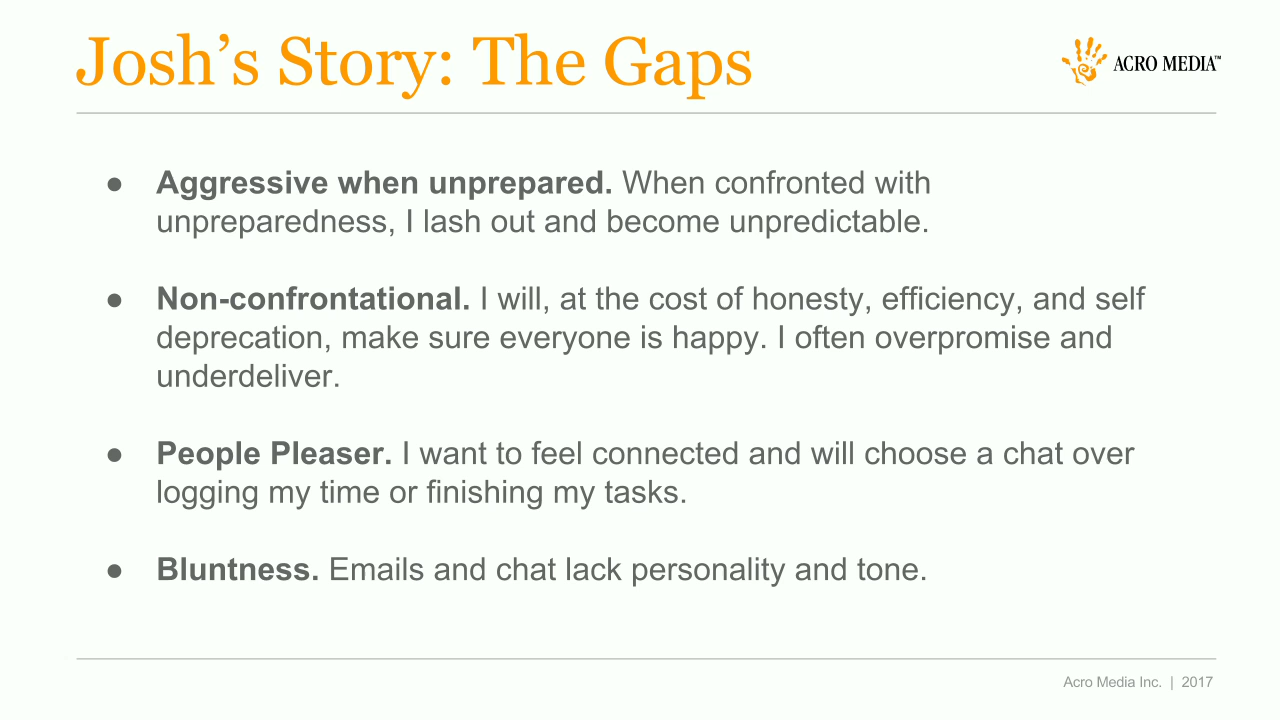 Josh’s Story: The Gaps
ACRO MEDIA™
● Aggressive when unprepared. When confronted with
unpreparedness, I lash out and become unpredictable.
● Non-confrontational. I will, at the cost of honesty, efficiency, and self
deprecation, make sure everyone is happy. I often overpromise and
underdeliver.
● People Pleaser. I want to feel connected and will choose a chat over
logging my time or finishing my tasks.
● Bluntness. Emails and chat lack personality and tone.
Acro Media Inc. | 2017